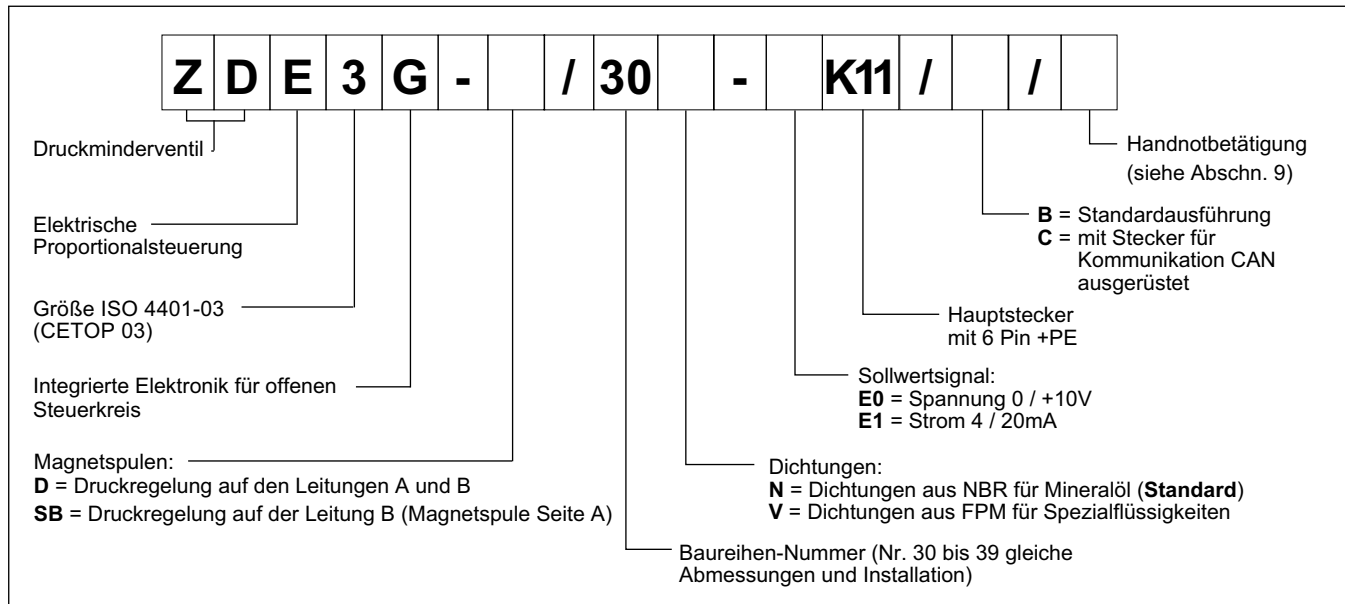 Z D E 3 G - / 30 - K11 / /
Druckminderventil
Elektrische
Proportionalsteuerung
Größe ISO 4401-03
(CETOP 03)
Integrierte Elektronik für offenen
Steuerkreis
Magnetspulen:
D = Druckregelung auf den Leitungen A und B
SB = Druckregelung auf der Leitung B (Magnetspule Seite A)
Baureihen-Nummer (Nr. 30 bis 39 gleiche
Abmessungen und Installation)
Dichtungen:
N = Dichtungen aus NBR für Mineralöl (Standard)
V = Dichtungen aus FPM für Spezialflüssigkeiten
Sollwertsignal:
E0 = Spannung 0 / +10V
E1 = Strom 4 / 20mA
Hauptstecker
mit 6 Pin +PE
B = Standardausführung
C = mit Stecker für
Kommunikation CAN
ausgerüstet
Handnotbetätigung
(siehe Abschn. 9)